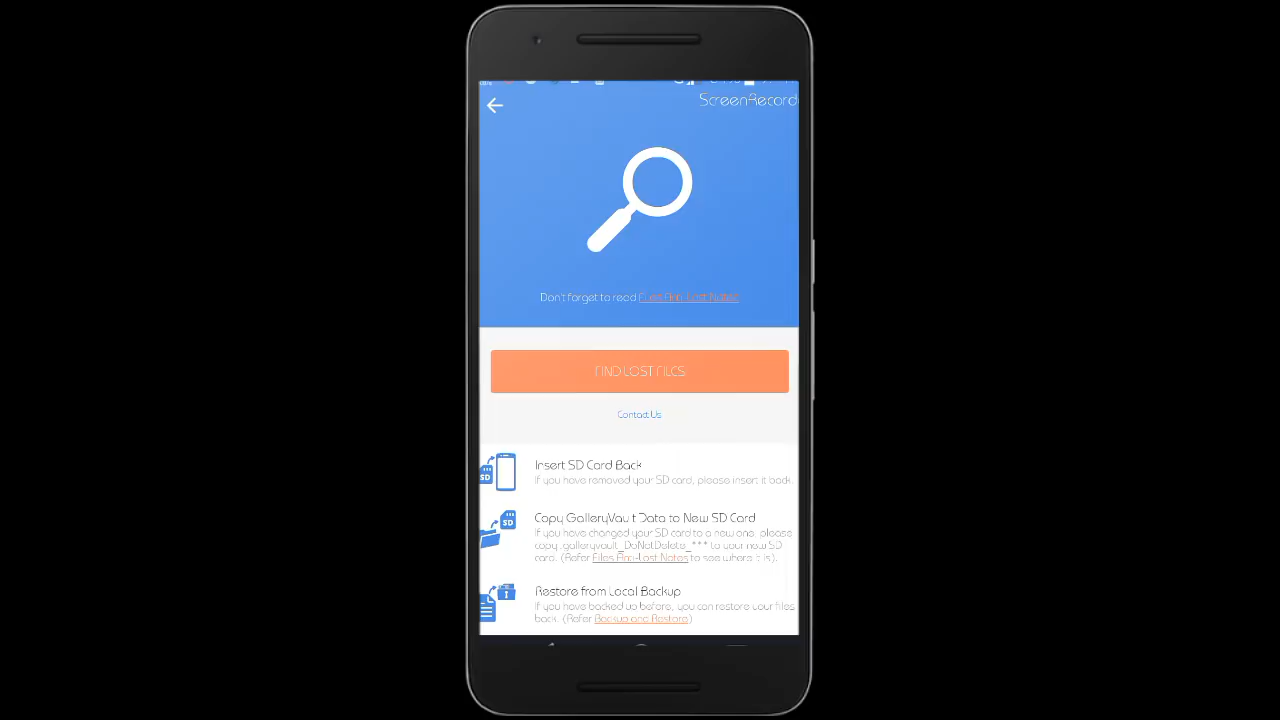 ScreenRecord
Don't forget to read Files Anti-Lost Notes!
FIND LOST FILES
Contact Us
Insert SD Card Back
If you have removed your SD card, please insert it back.
SD
Copy GalleryVault Data to New SD Card
SD
If you have changed your SD card to a new one, please
copy .galleryvault_DoNotDelete_*** to your new SD
card. (Refer Files Anti-Lost Notes to see where it is).
Restore from Local Backup
If you have backed up before, you can restore your files
back. (Refer Backup and Restore)